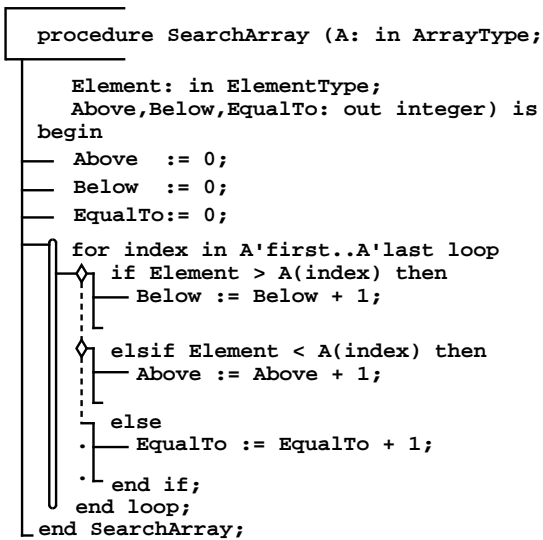 procedure SearchArray (A: in ArrayType;
Element: in ElementType;
Above,Below,EqualTo: out integer) is
begin
Above := 0;
Below := 0;
EqualTo:= 0;
for index in A'first..A'last loop
if Element > A(index) then
Below := Below + 1;
elsif Element < A(index) then
Above := Above + 1;
else
EqualTo := EqualTo + 1;
end if;
end loop;
end SearchArray;